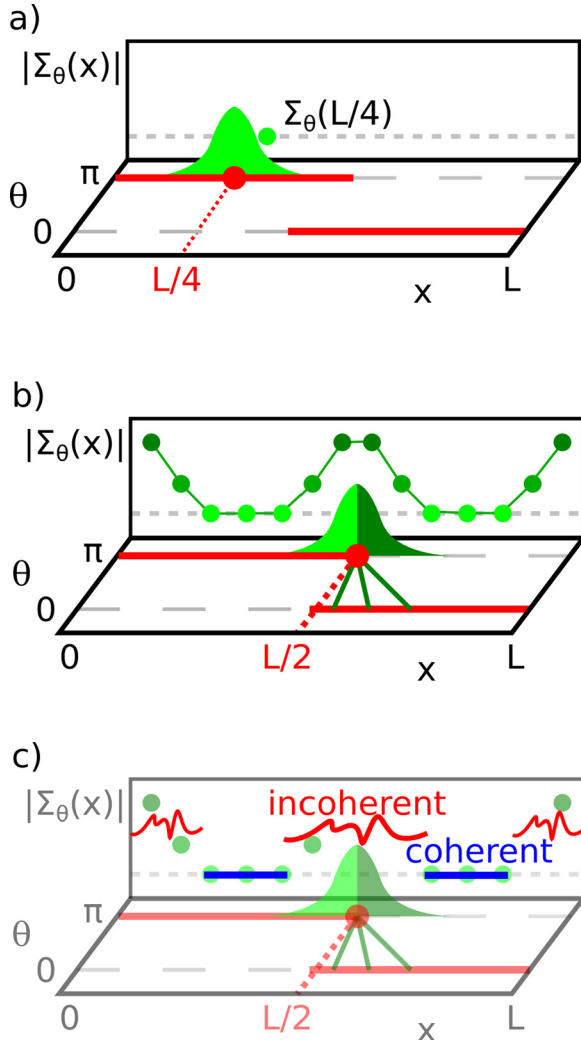 a)
|Σθ(x)|
Σθ(L/4)
π
θ
0
0
L/4
x
L
b)
|Σθ(x)|
π
θ
0
0
L/2
x
L
c)
|Σθ(x)|
incoherent
coherent
π
θ
0
0
L/2
x
L